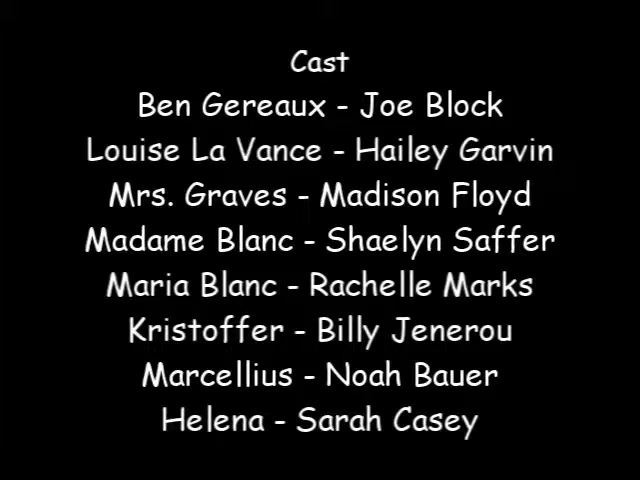 Cast
Ben Gereaux - Joe Block
Louise La Vance - Hailey Garvin
Mrs. Graves - Madison Floyd
Madame Blanc - Shaelyn Saffer
Maria Blanc - Rachelle Marks
Kristoffer - Billy Jenerou
Marcellius - Noah Bauer
Helena - Sarah Casey